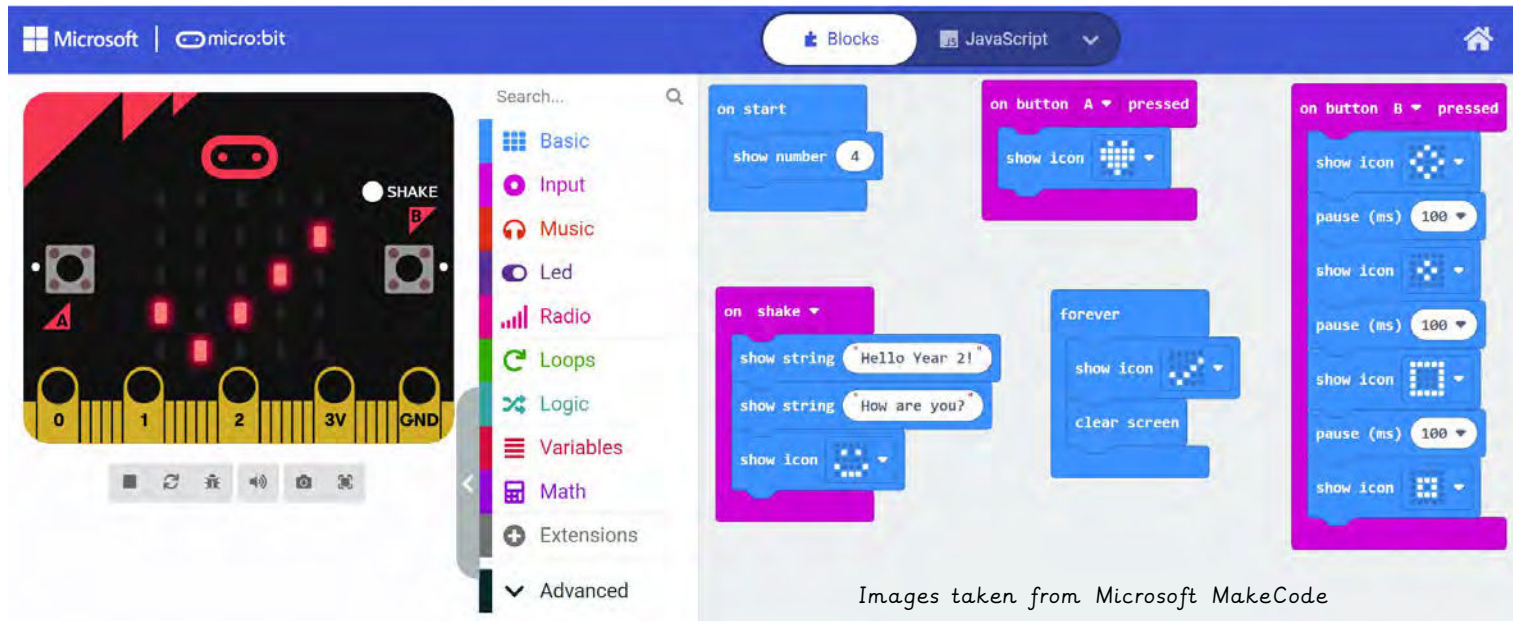 Microsoft | micro:bit
Blocks
JavaScript
SHAKE
B
A
0 1 2 3V GND
Search...
Basic
Input
Music
Led
Radio
Loops
Logic
Variables
Math
Extensions
Advanced
on start
show number 4
on button A pressed
show icon
on button B pressed
show icon
pause (ms) 100
show icon
pause (ms) 100
show icon
pause (ms) 100
show icon
on shake
show string "Hello Year 2!"
show string "How are you?"
show icon
forever
show icon
clear screen
Images taken from Microsoft MakeCode